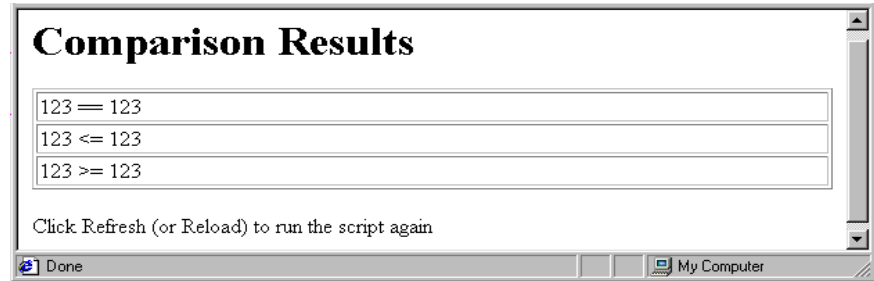 Comparison Results
123 == 123
123 <= 123
123 >= 123
Click Refresh (or Reload) to run the script again
Done
My Computer